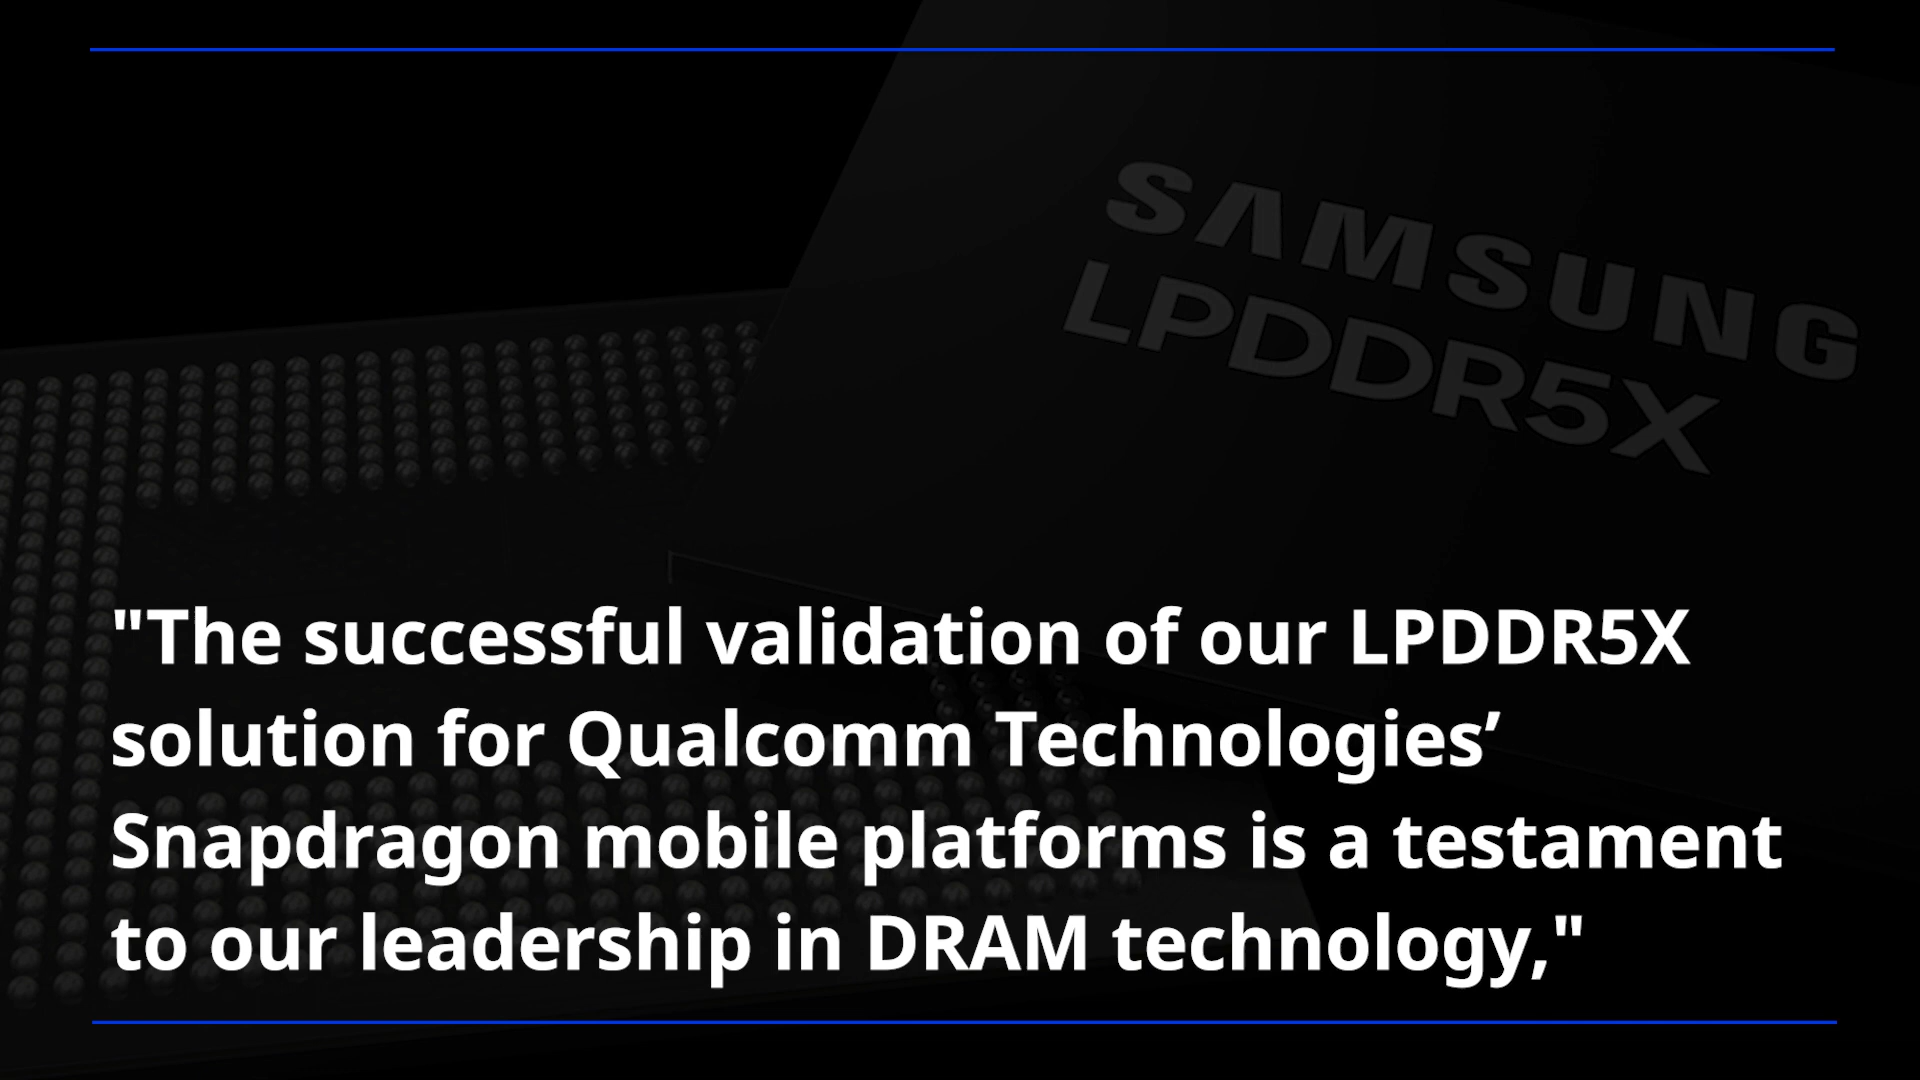 SAMSUNG
LPDDR5X
"The successful validation of our LPDDR5X
solution for Qualcomm Technologies’
Snapdragon mobile platforms is a testament
to our leadership in DRAM technology,"